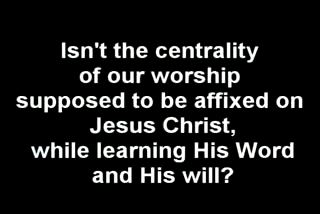 Isn't the centrality
of our worship
supposed to be affixed on
Jesus Christ,
while learning His Word
and His will?